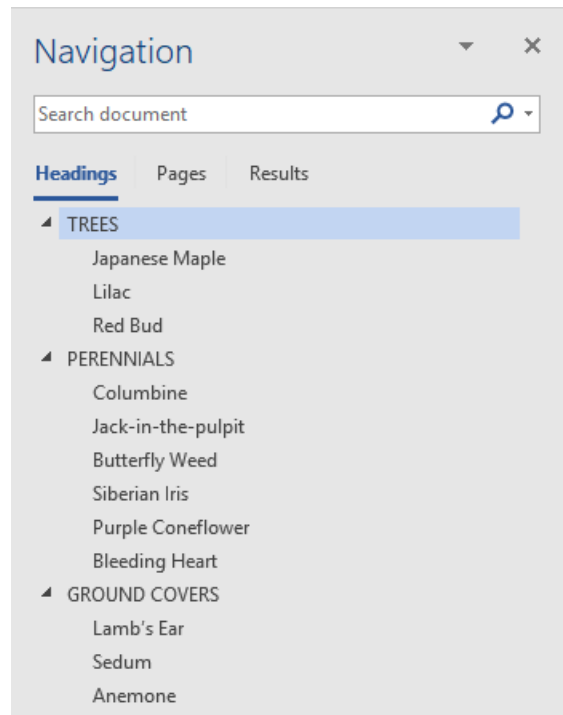 Navigation
Search document
Headings Pages Results
TREES
Japanese Maple
Lilac
Red Bud
PERENNIALS
Columbine
Jack-in-the-pulpit
Butterfly Weed
Siberian Iris
Purple Coneflower
Bleeding Heart
GROUND COVERS
Lamb's Ear
Sedum
Anemone